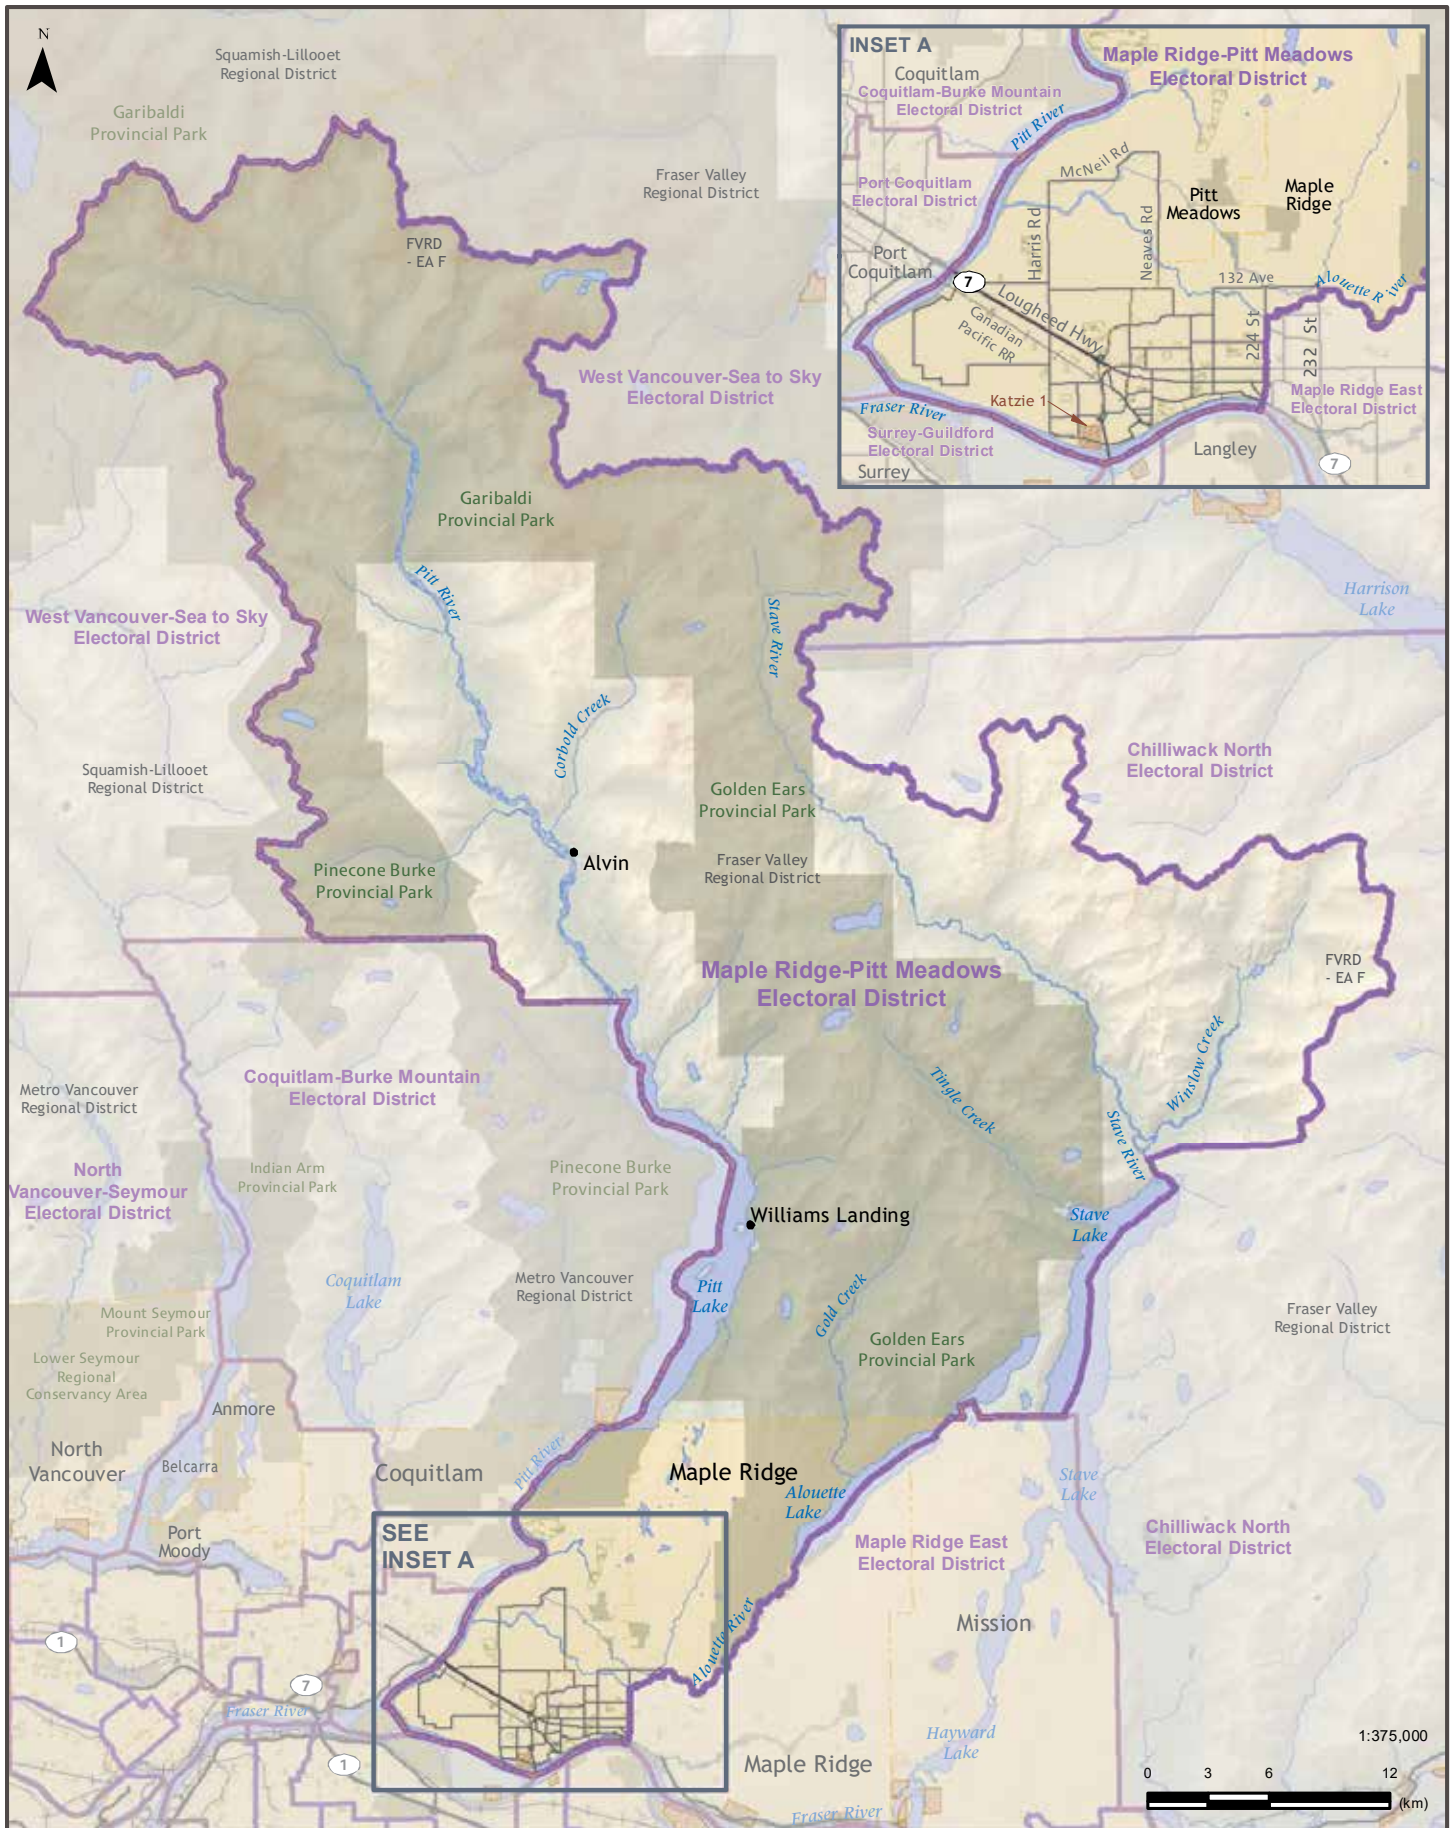 N
Squamish-Lillooet
Regional District
Garibaldi
Provincial Park
Fraser Valley
Regional District
FVRD
- EA F
West Vancouver-Sea to Sky
Electoral District
Garibaldi
Provincial Park
Pitt River
Stave River
West Vancouver-Sea to Sky
Electoral District
Harrison
Lake
Corbold Creek
Squamish-Lillooet
Regional District
Chilliwack North
Electoral District
Golden Ears
Provincial Park
Alvin
Pinecone Burke
Provincial Park
Fraser Valley
Regional District
Maple Ridge-Pitt Meadows
Electoral District
FVRD
- EA F
Winslow Creek
Tingle Creek
Stave River
Coquitlam-Burke Mountain
Electoral District
Metro Vancouver
Regional District
North
Vancouver-Seymour
Electoral District
Indian Arm
Provincial Park
Pinecone Burke
Provincial Park
Williams Landing
Stave
Lake
Coquitlam
Lake
Metro Vancouver
Regional District
Pitt
Lake
Gold Creek
Mount Seymour
Provincial Park
Golden Ears
Provincial Park
Fraser Valley
Regional District
Lower Seymour
Regional
Conservancy Area
Anmore
North
Vancouver
Belcarra
Coquitlam
Pitt River
Maple Ridge
Alouette
Lake
Stave
Lake
Port
Moody
SEE
INSET A
Maple Ridge East
Electoral District
Chilliwack North
Electoral District
Alouette River
Mission
1
7
Fraser River
1
Maple Ridge
Hayward
Lake
Fraser River
1:375,000
0 3 6 12
(km)
INSET A
Maple Ridge-Pitt Meadows
Electoral District
Coquitlam
Coquitlam-Burke Mountain
Electoral District
Pitt River
McNeil Rd
Port Coquitlam
Electoral District
Pitt
Meadows
Maple
Ridge
Harris Rd
Neaves Rd
Port
Coquitlam
7
132 Ave
Alouette River
Lougheed Hwy
Canadian
Pacific RR
224 St
232 St
Katzie 1
Maple Ridge East
Electoral District
Fraser River
Surrey-Guildford
Electoral District
Surrey
Langley
7